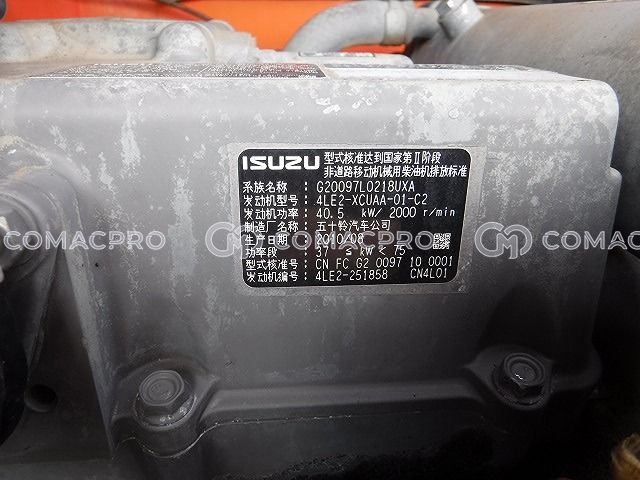 ISUZU 型式核准达到国家第Ⅱ阶段
非道路移动机械用柴油机排放标准
系族名称 : G20097L0218UXA
发动机型号: 4LE2-XCUAA-01-C2
发动机功率: 40.5 kW/ 2000 r/min
制造厂名 : 五十铃汽车公司
生产日期 : 2010/08
功率段 : 37 ≤ kW < 75
型式核准号: CN FC G2 0097 10 0001
发动机编号: 4LE2-251858 CN4L01
COMACPRO
COMACPRO
COMACPRO